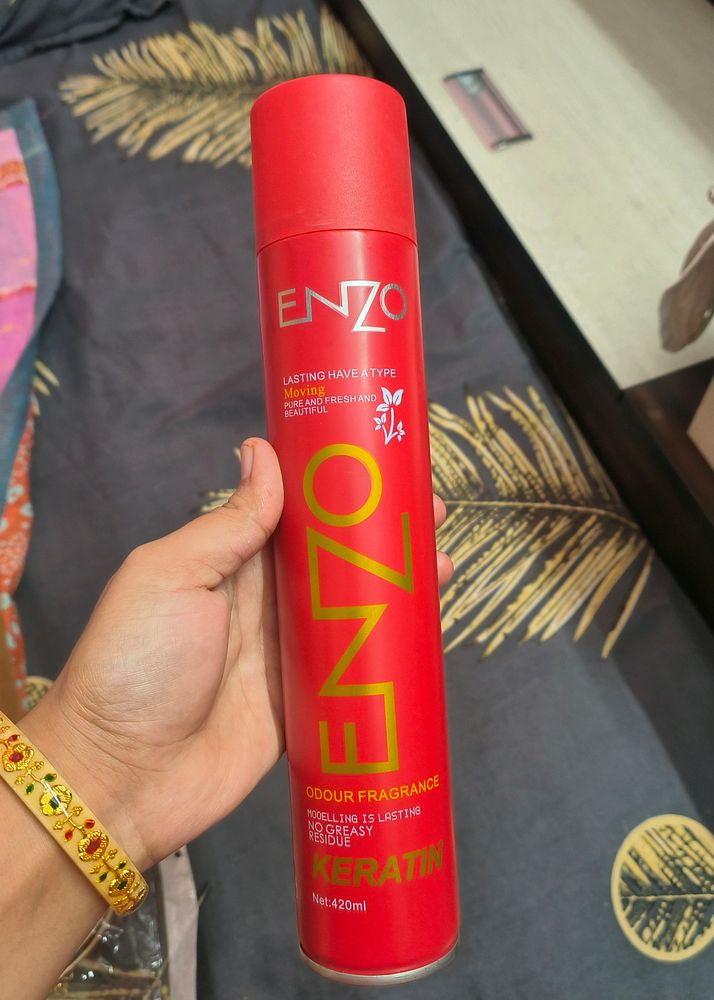 ENZO
LASTING HAVE A TYPE
Moving
PURE AND FRESH AND
BEAUTIFUL
ENZO
ODOUR FRAGRANCE
MODELLING IS LASTING
NO GREASY
RESIDUE
KERATIN
Net:420ml